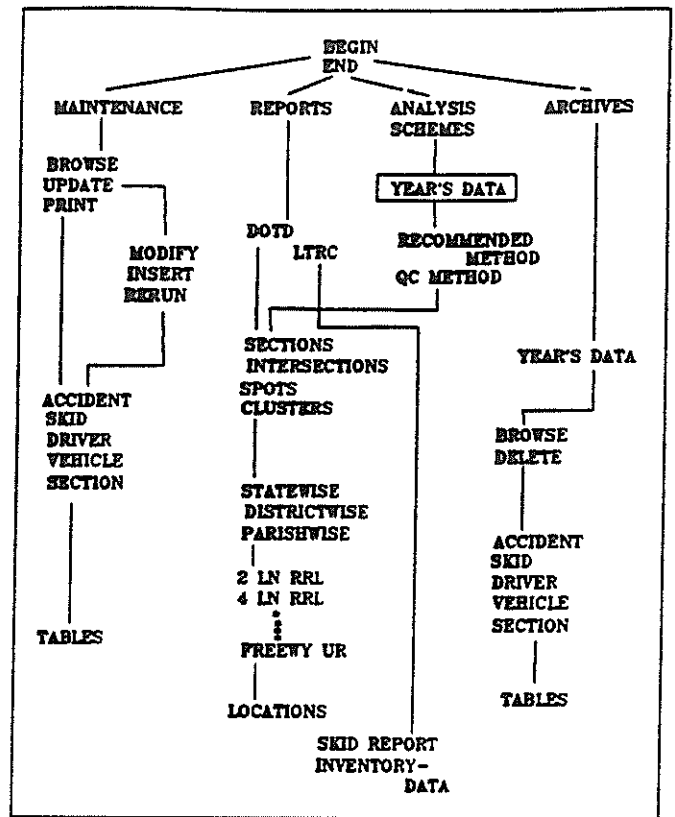 BEGIN
END
MAINTENANCE
REPORTS
ANALYSIS
SCHEMES
ARCHIVES
BROWSE
UPDATE
PRINT
MODIFY
INSERT
RERUN
ACCIDENT
SKID
DRIVER
VEHICLE
SECTION
TABLES
DOTD
LTRC
YEAR'S DATA
RECOMMENDED
METHOD
QC METHOD
SECTIONS
INTERSECTIONS
SPOTS
CLUSTERS
STATEWISE
DISTRICTWISE
PARISHWISE
2 LN RRL
4 LN RRL
FREEWY UR
LOCATIONS
SKID REPORT
INVENTORY-
DATA
YEAR'S DATA
BROWSE
DELETE
ACCIDENT
SKID
DRIVER
VEHICLE
SECTION
TABLES